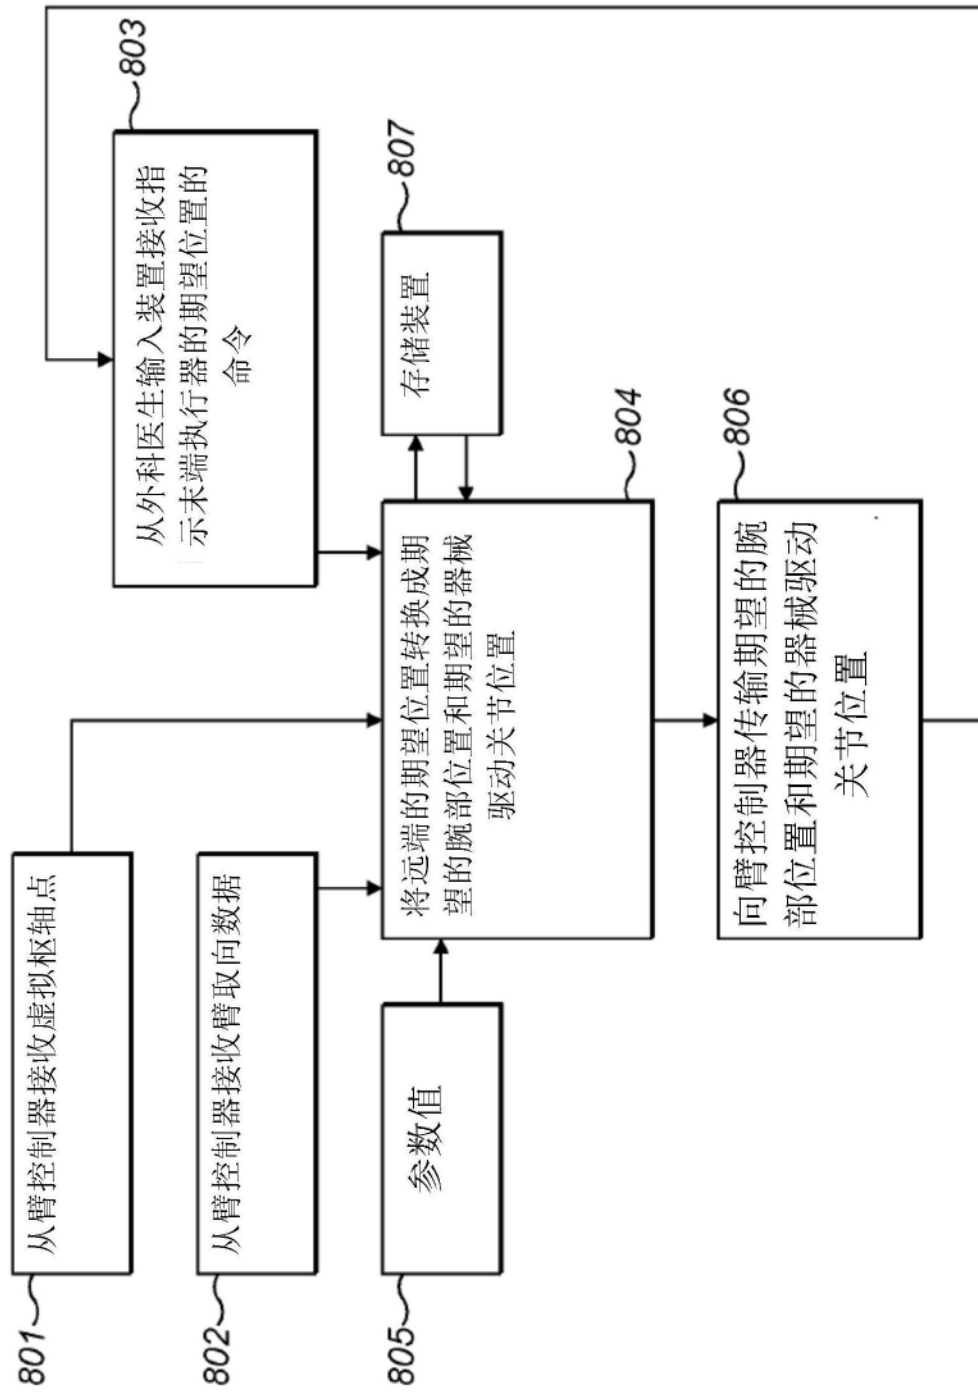 801
从臂控制器接收虚拟枢轴点
802
从臂控制器接收臂取向数据
803
从外科医生输入装置接收指
示末端执行器的期望位置的
命令
805
参数值
将远端的期望位置转换成期
望的腕部位置和期望的器械
驱动关节位置
804
存储装置
807
向臂控制器传输期望的腕
部位置和期望的器械驱动
关节位置
806